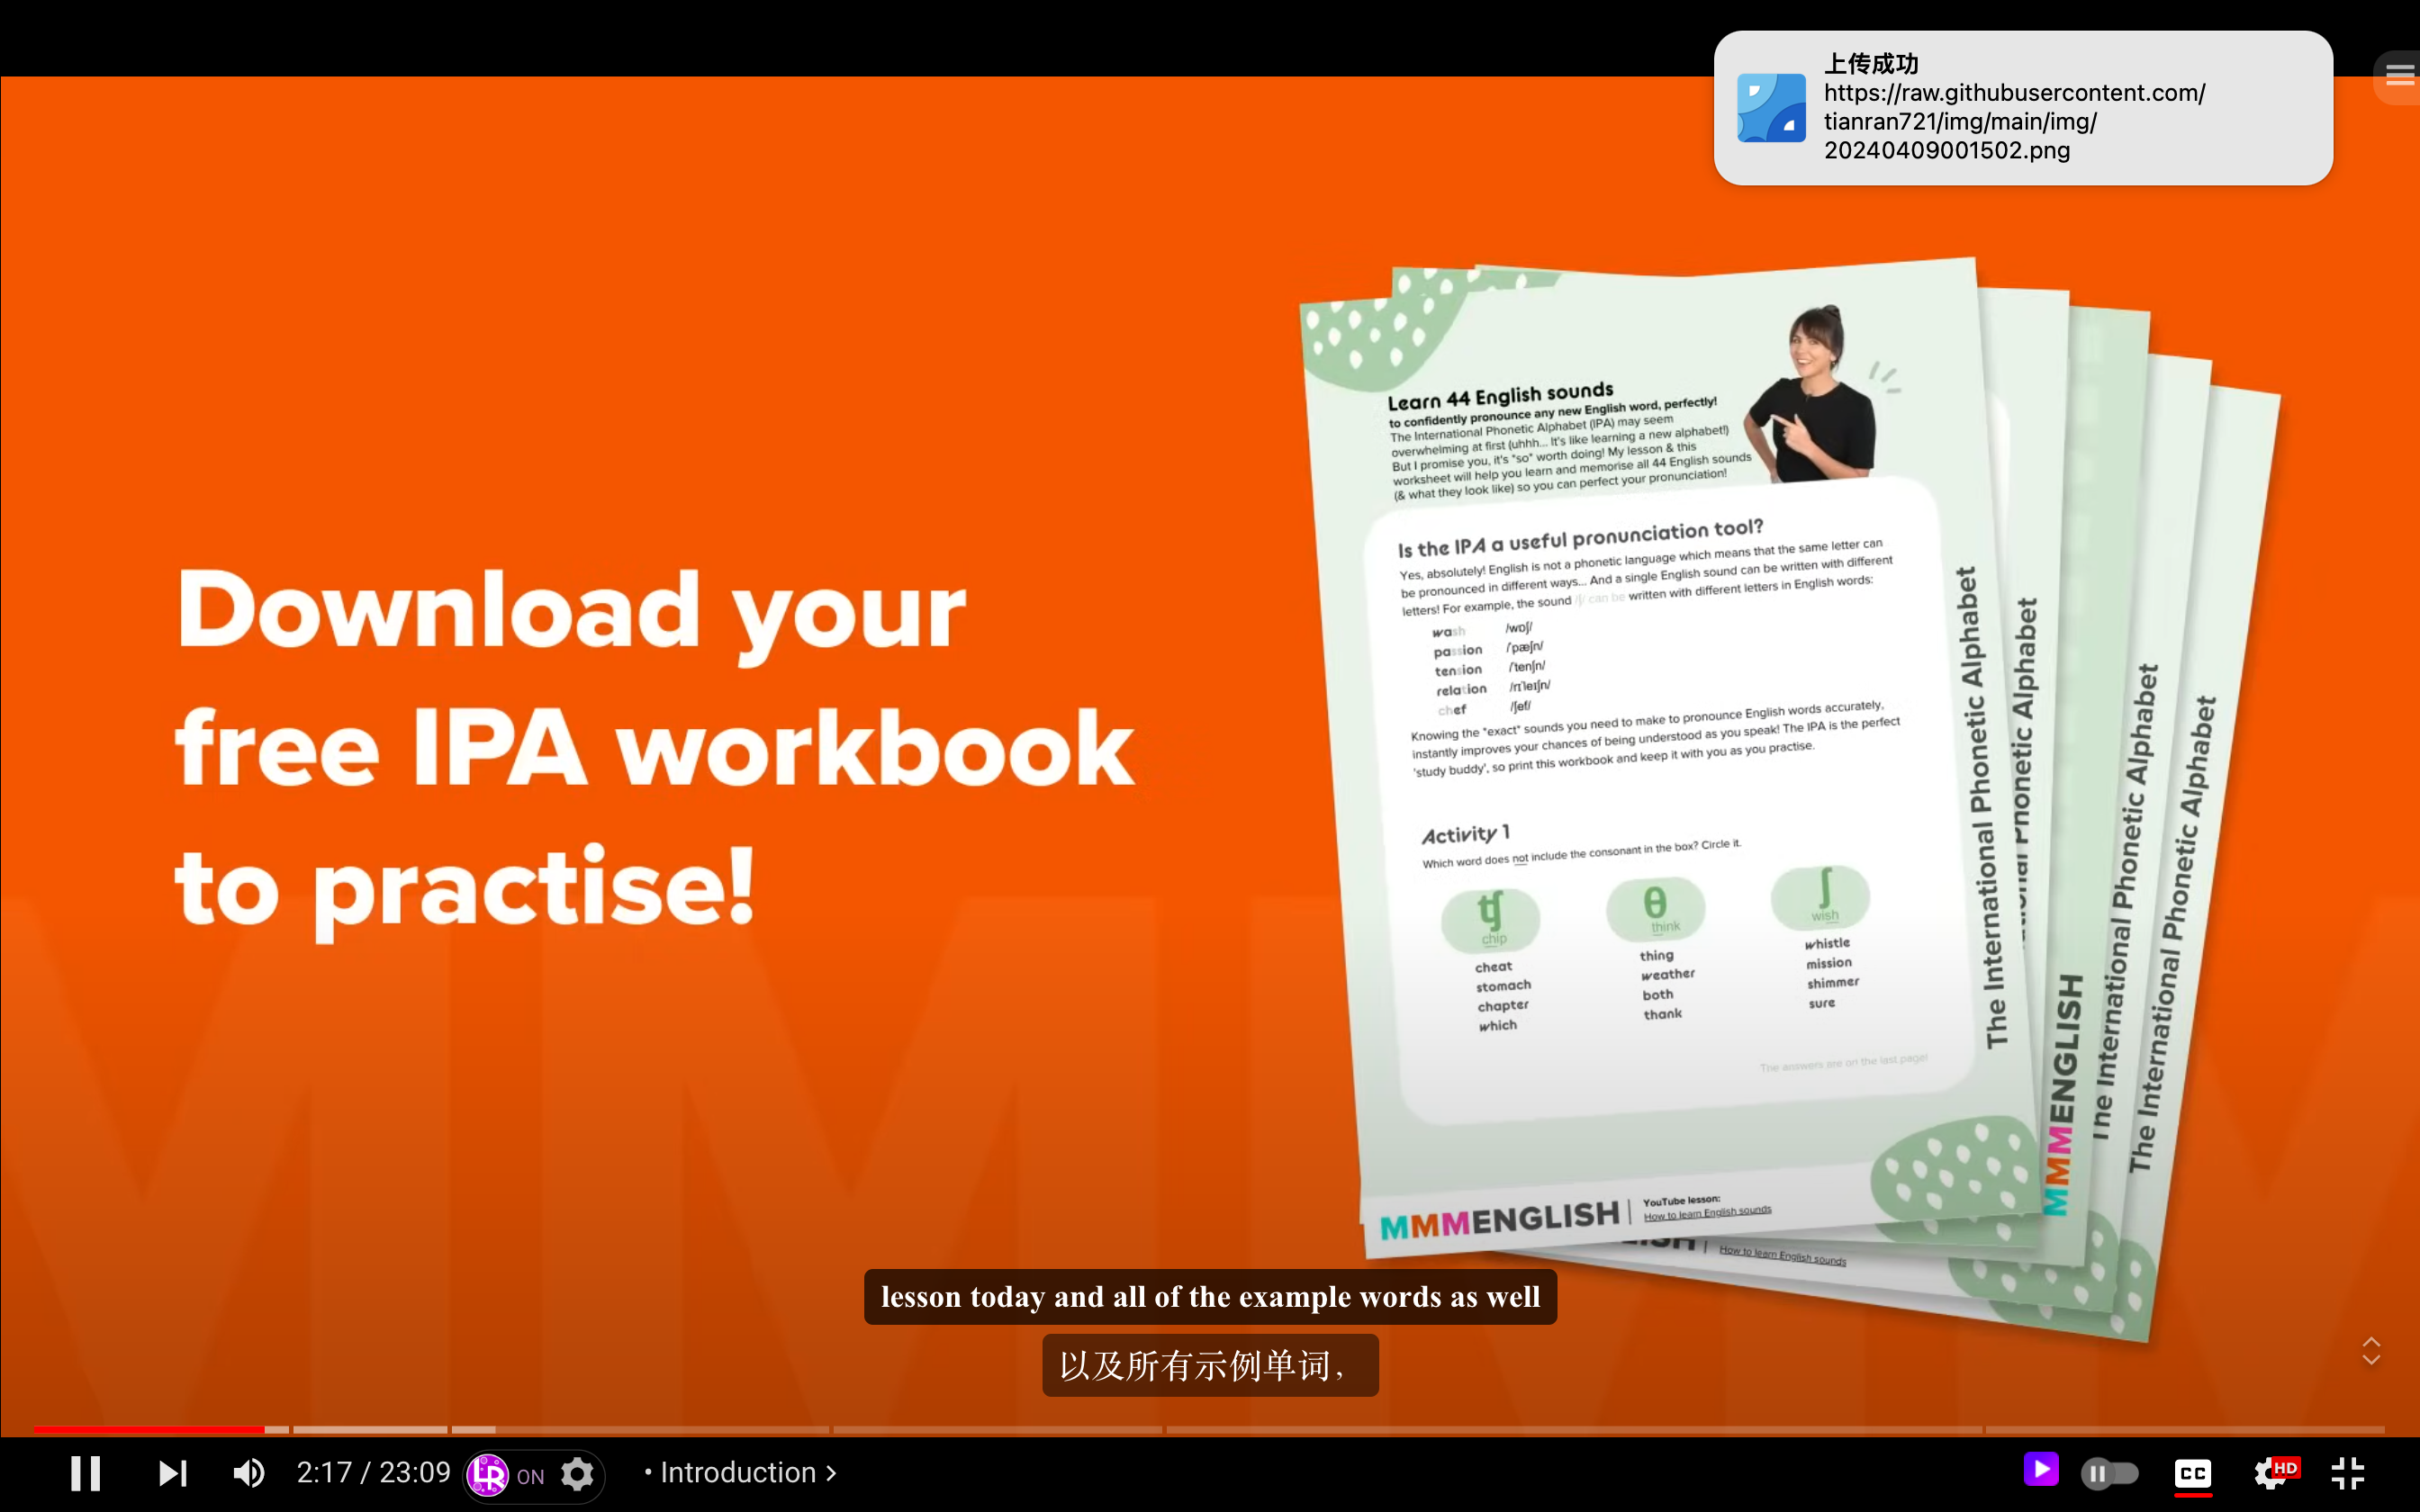 上传成功
https://raw.githubusercontent.com/
tianran721/img/main/img/
20240409001502.png
Download your
free IPA workbook
to practise!
Learn 44 English sounds
to confidently pronounce any new English word, perfectly!
The International Phonetic Alphabet (IPA) may seem
overwhelming at first (uhhh... It's like learning a new alphabet!)
But I promise you, it's *so* worth doing! My lesson & this
worksheet will help you learn and memorise all 44 English sounds
(& what they look like) so you can perfect your pronunciation!
Is the IPA a useful pronunciation tool?
Yes, absolutely! English is not a phonetic language which means that the same letter can
be pronounced in different ways... And a single English sound can be written with different
letters! For example, the sound /ʃ/ can be written with different letters in English words:
wash /wɒʃ/
passion /ˈpæʃn/
tension /ˈtenʃn/
relation /rɪˈleɪʃn/
chef /ʃef/
Knowing the *exact* sounds you need to make to pronounce English words accurately,
instantly improves your chances of being understood as you speak! The IPA is the perfect
'study buddy', so print this workbook and keep it with you as you practise.
Activity 1
Which word does not include the consonant in the box? Circle it.
ʧ
chip
cheat
stomach
chapter
which
θ
think
thing
weather
both
thank
ʃ
wish
whistle
mission
shimmer
sure
The answers are on the last page!
MMMENGLISH
YouTube lesson:
How to learn English sounds
The International Phonetic Alphabet
Phonetic Alphabet
MMMENGLISH
The International Phonetic Alphabet
The International Phonetic Alphabet
How to learn English sounds
lesson today and all of the example words as well
以及所有示例单词，
2:17 / 23:09
LR ON
• Introduction >
CC
HD